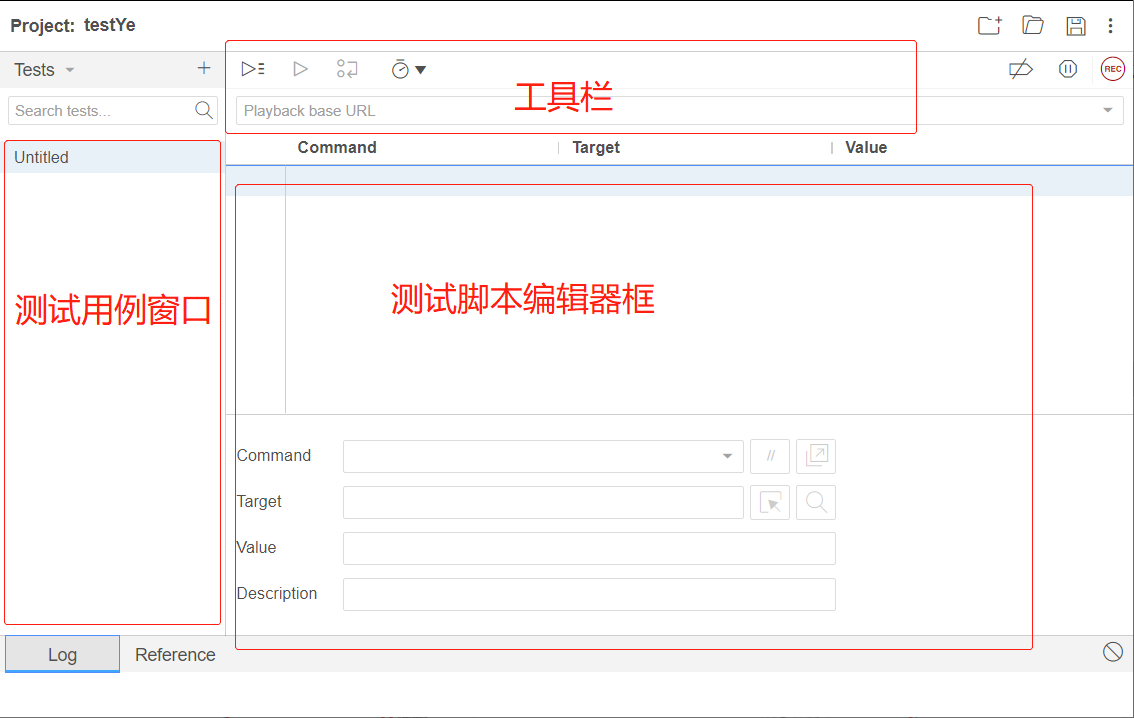 Project: testYe
Tests
Search tests...
Untitled
测试用例窗口
工具栏
REC
Playback base URL
Command Target Value
测试脚本编辑器框
Command
//
Target
Value
Description
Log Reference